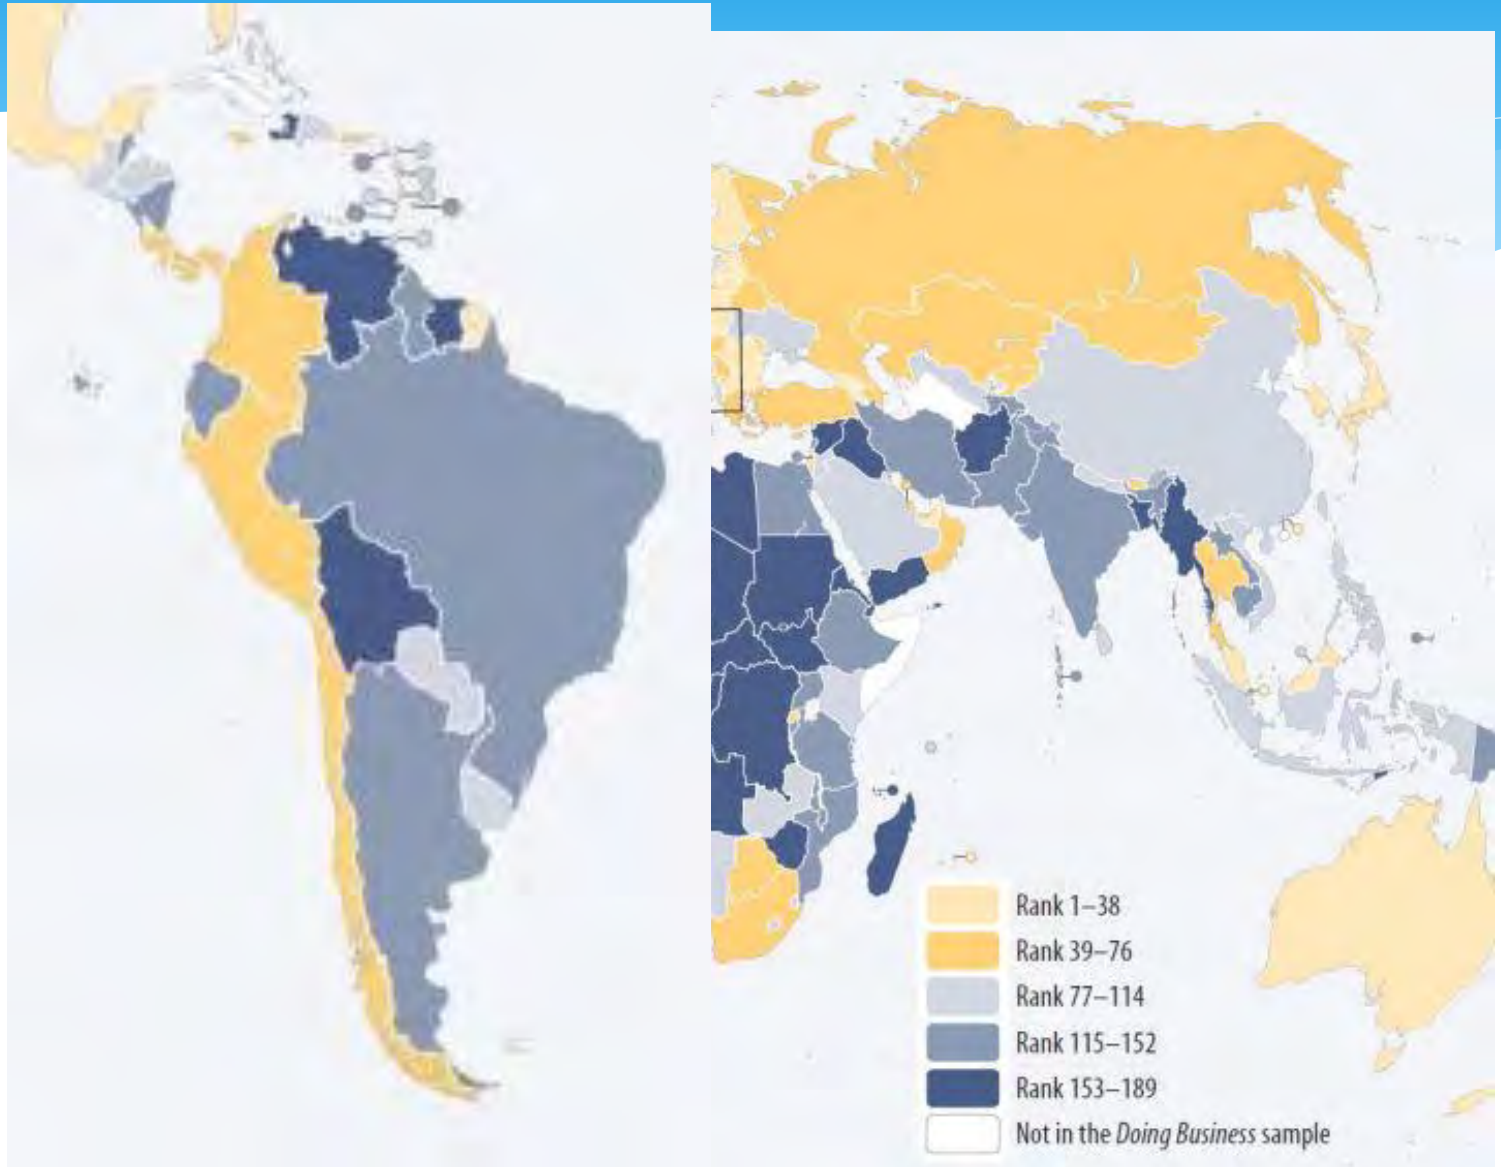 Rank 1–38
Rank 39–76
Rank 77–114
Rank 115–152
Rank 153–189
Not in the Doing Business sample